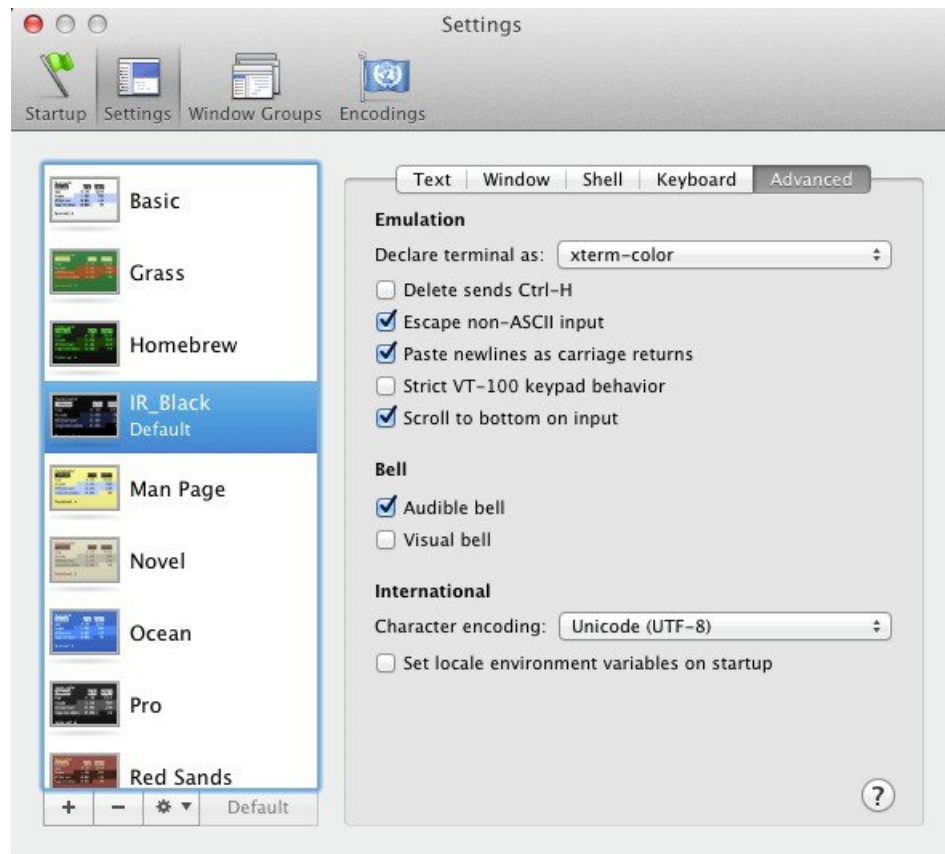 Settings
Startup Settings Window Groups Encodings
Basic
Grass
Homebrew
IR_Black
Default
Man Page
Novel
Ocean
Pro
Red Sands
+ − Default
Text Window Shell Keyboard Advanced
Emulation
Declare terminal as: xterm-color
Delete sends Ctrl-H
Escape non-ASCII input
Paste newlines as carriage returns
Strict VT-100 keypad behavior
Scroll to bottom on input
Bell
Audible bell
Visual bell
International
Character encoding: Unicode (UTF-8)
Set locale environment variables on startup
?